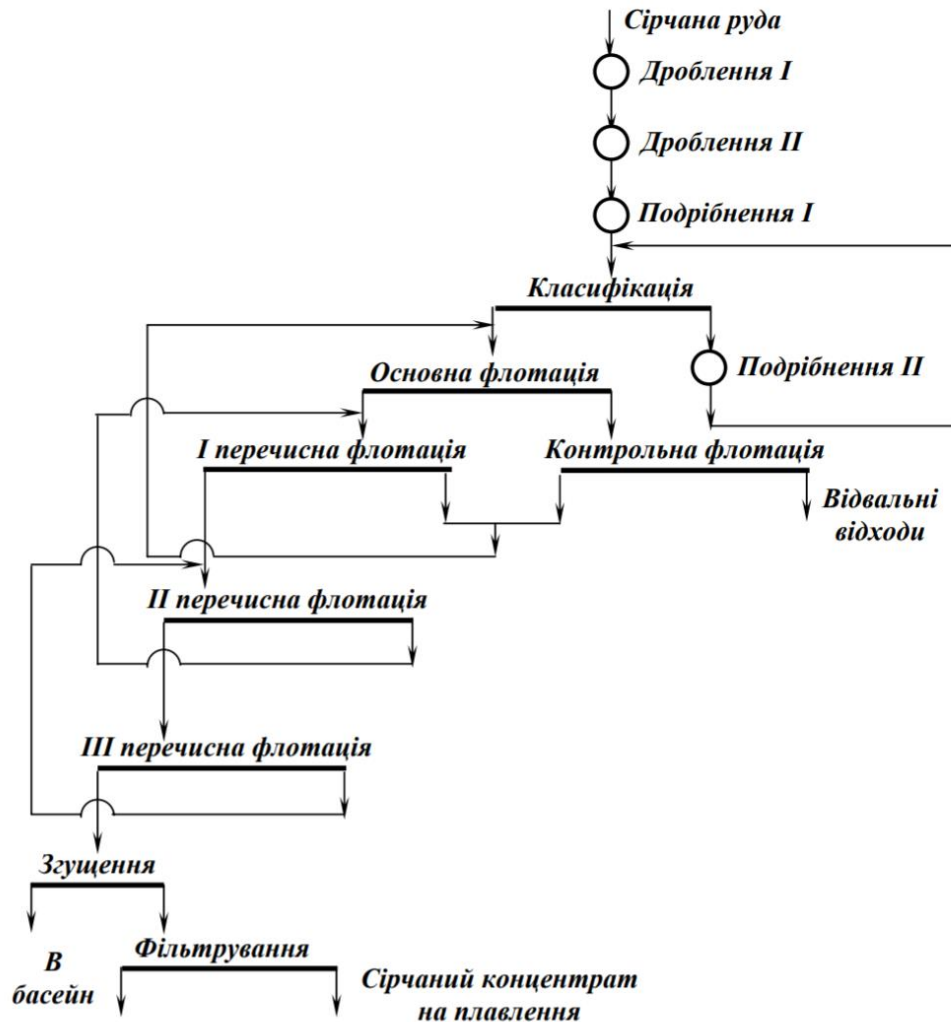 Сірчана руда
Дроблення I
Дроблення II
Подрібнення I
Класифікація
Подрібнення II
Основна флотація
I перечисна флотація
Контрольна флотація
Відвальні
відходи
II перечисна флотація
III перечисна флотація
Згущення
В
басейн
Фільтрування
Сірчаний концентрат
на плавлення